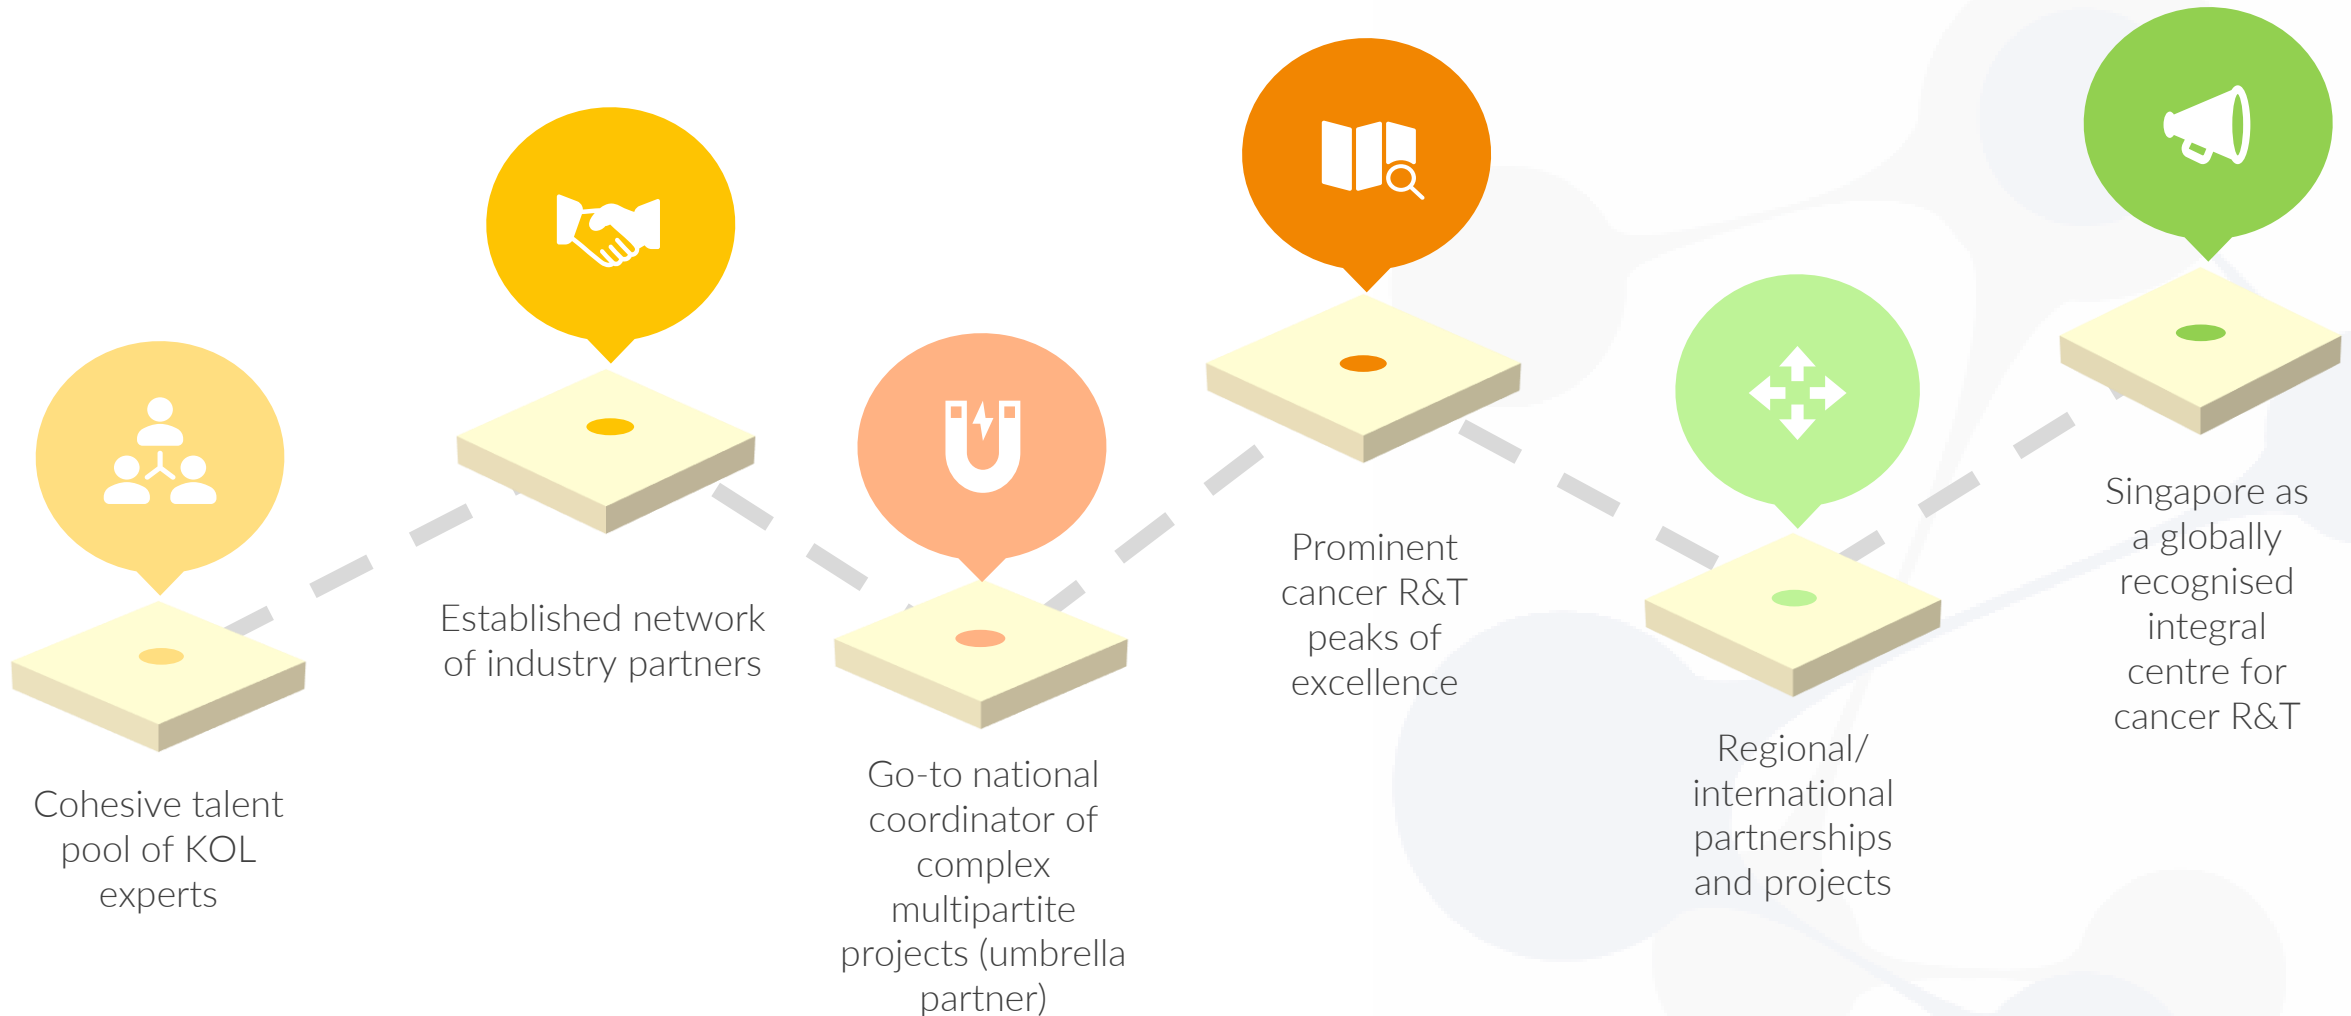 Cohesive talent
pool of KOL
experts
Established network
of industry partners
Go-to national
coordinator of
complex
multipartite
projects (umbrella
partner)
Prominent
cancer R&T
peaks of
excellence
Regional/
international
partnerships
and projects
Singapore as
a globally
recognised
integral
centre for
cancer R&T